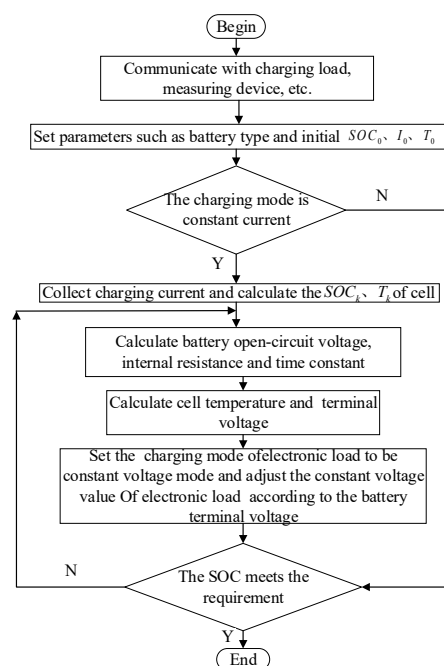 Begin
Communicate with charging load,
measuring device, etc.
Set parameters such as battery type and initial SOC₀、I₀、T₀
The charging mode is
constant current
N
Y
Collect charging current and calculate the SOCₖ、Tₖ of cell
Calculate battery open-circuit voltage,
internal resistance and time constant
Calculate cell temperature and terminal
voltage
Set the charging mode ofelectronic load to be
constant voltage mode and adjust the constant voltage
value Of electronic load according to the battery
terminal voltage
N
The SOC meets the
requirement
Y
End